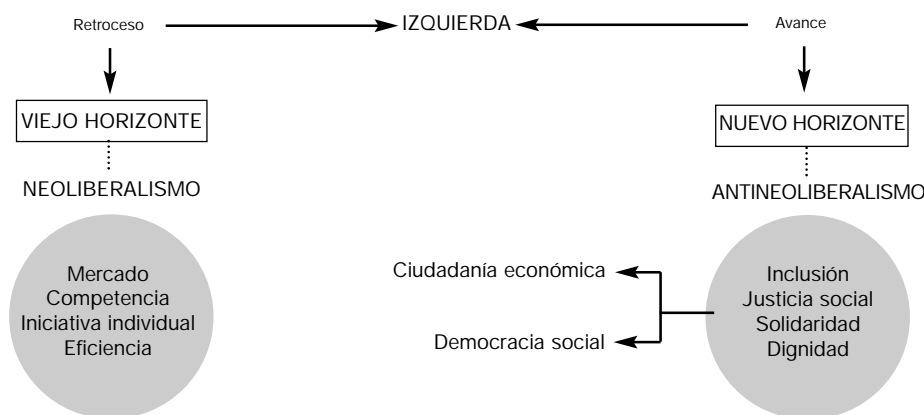 Retroceso
IZQUIERDA
Avance
VIEJO HORIZONTE
NUEVO HORIZONTE
NEOLIBERALISMO
ANTINEOLIBERALISMO
Mercado
Competencia
Iniciativa individual
Eficiencia
Ciudadanía económica
Democracia social
Inclusión
Justicia social
Solidaridad
Dignidad